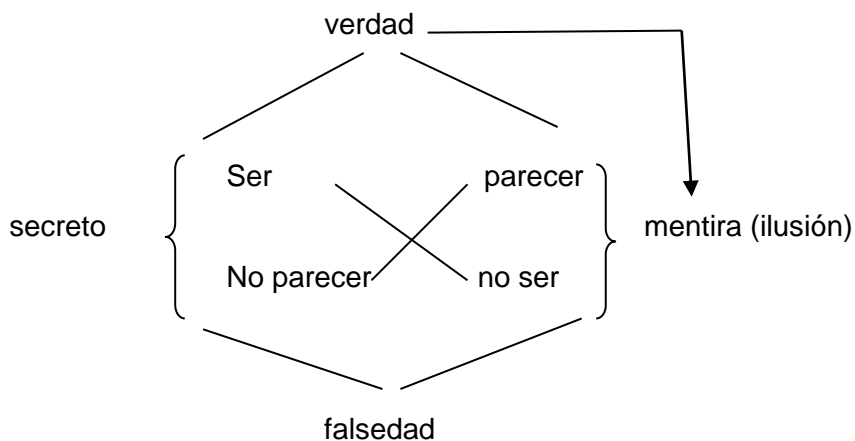 verdad
Ser parecer
secreto mentira (ilusión)
No parecer no ser
falsedad